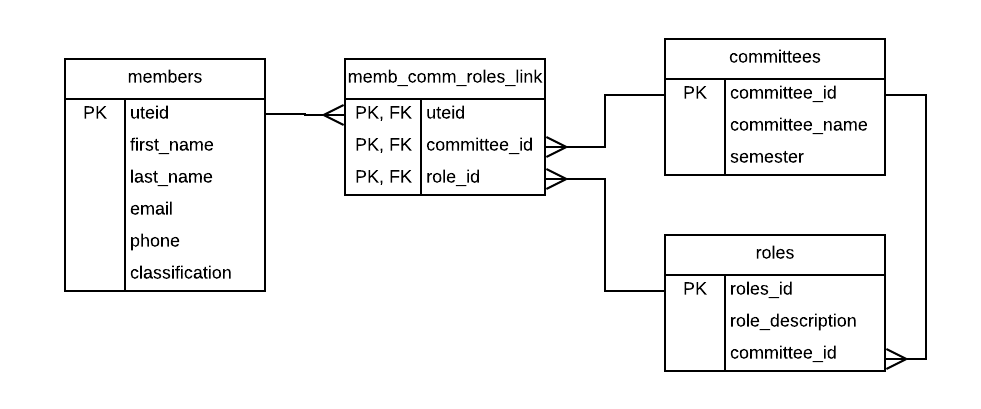 members
PK uteid
first_name
last_name
email
phone
classification
memb_comm_roles_link
PK, FK uteid
PK, FK committee_id
PK, FK role_id
committees
PK committee_id
committee_name
semester
roles
PK roles_id
role_description
committee_id